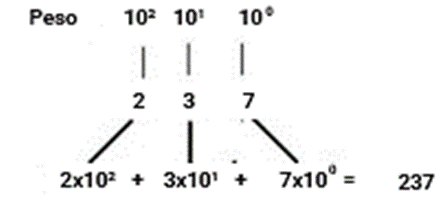 Peso 10² 10¹ 10⁰
2 3 7
2x10² + 3x10¹ + 7x10⁰ = 237